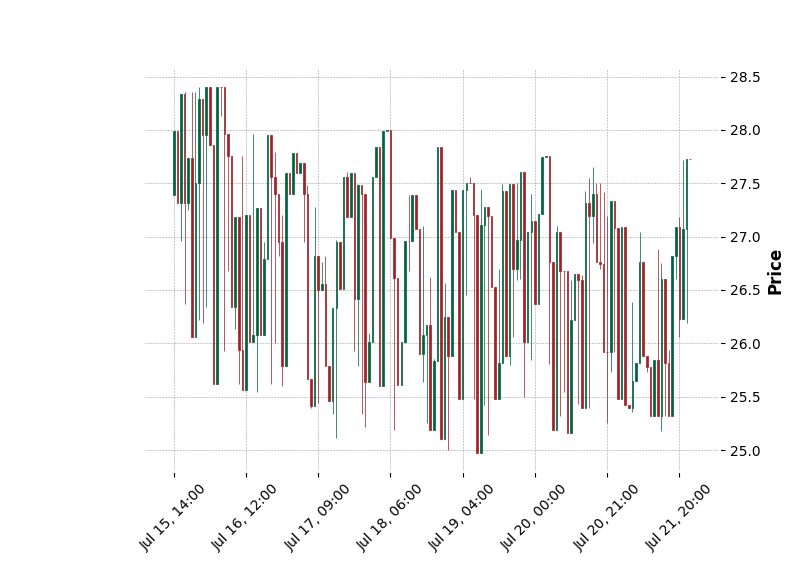 28.5
28.0
27.5
27.0
26.5
26.0
25.5
25.0
Price
Jul 15, 14:00
Jul 16, 12:00
Jul 17, 09:00
Jul 18, 06:00
Jul 19, 04:00
Jul 20, 00:00
Jul 20, 21:00
Jul 21, 20:00